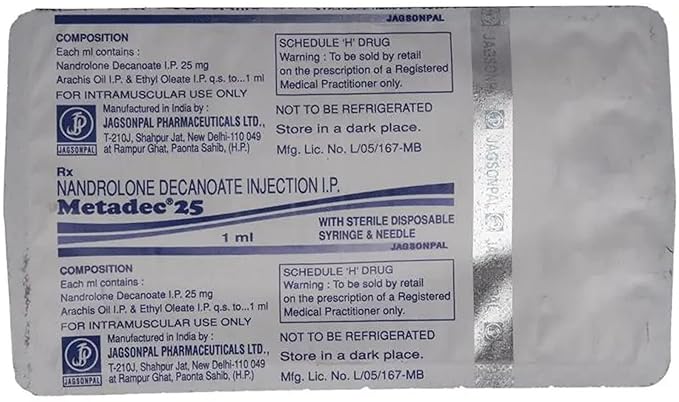 JAGSONPAL
COMPOSITION
Each ml contains :
Nandrolone Decanoate I.P. 25 mg
Arachis Oil I.P. & Ethyl Oleate I.P. q.s. to...1 ml
FOR INTRAMUSCULAR USE ONLY
Manufactured in India by :
JAGSONPAL PHARMACEUTICALS LTD.,
T-210J, Shahpur Jat, New Delhi-110 049
at Rampur Ghat, Paonta Sahib, (H.P.)
JAGSONPAL
SCHEDULE 'H' DRUG
Warning : To be sold by retail
on the prescription of a Registered
Medical Practitioner only.
NOT TO BE REFRIGERATED
Store in a dark place.
Mfg. Lic. No. L/05/167-MB
Rx
NANDROLONE DECANOATE INJECTION I.P.
Metadec® 25
1 ml
WITH STERILE DISPOSABLE
SYRINGE & NEEDLE
JAGSONPAL
COMPOSITION
Each ml contains :
Nandrolone Decanoate I.P. 25 mg
Arachis Oil I.P. & Ethyl Oleate I.P. q.s. to...1 ml
FOR INTRAMUSCULAR USE ONLY
Manufactured in India by :
JAGSONPAL PHARMACEUTICALS LTD.,
T-210J, Shahpur Jat, New Delhi-110 049
at Rampur Ghat, Paonta Sahib, (H.P.)
JAGSONPAL
SCHEDULE 'H' DRUG
Warning : To be sold by retail
on the prescription of a Registered
Medical Practitioner only.
NOT TO BE REFRIGERATED
Store in a dark place.
Mfg. Lic. No. L/05/167-MB
JAGSONPAL
JAGSONPAL